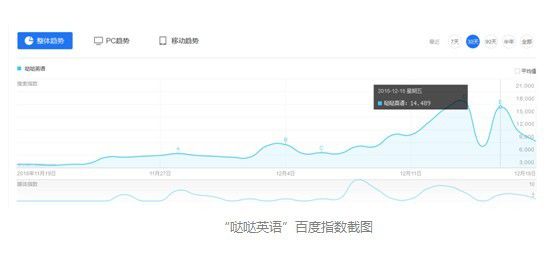 整体趋势 PC趋势 移动趋势 最近 7天 30天 90天 半年 全部
哒哒英语 平均值
搜索指数
21,000
2016-12-16 星期五
18,000
哒哒英语: 14,489
15,000
12,000
9,000
6,000
3,000
A B C
2016年11月19日 11月27日 12月4日 12月11日 12月18日
媒体指数
10
“哒哒英语”百度指数截图